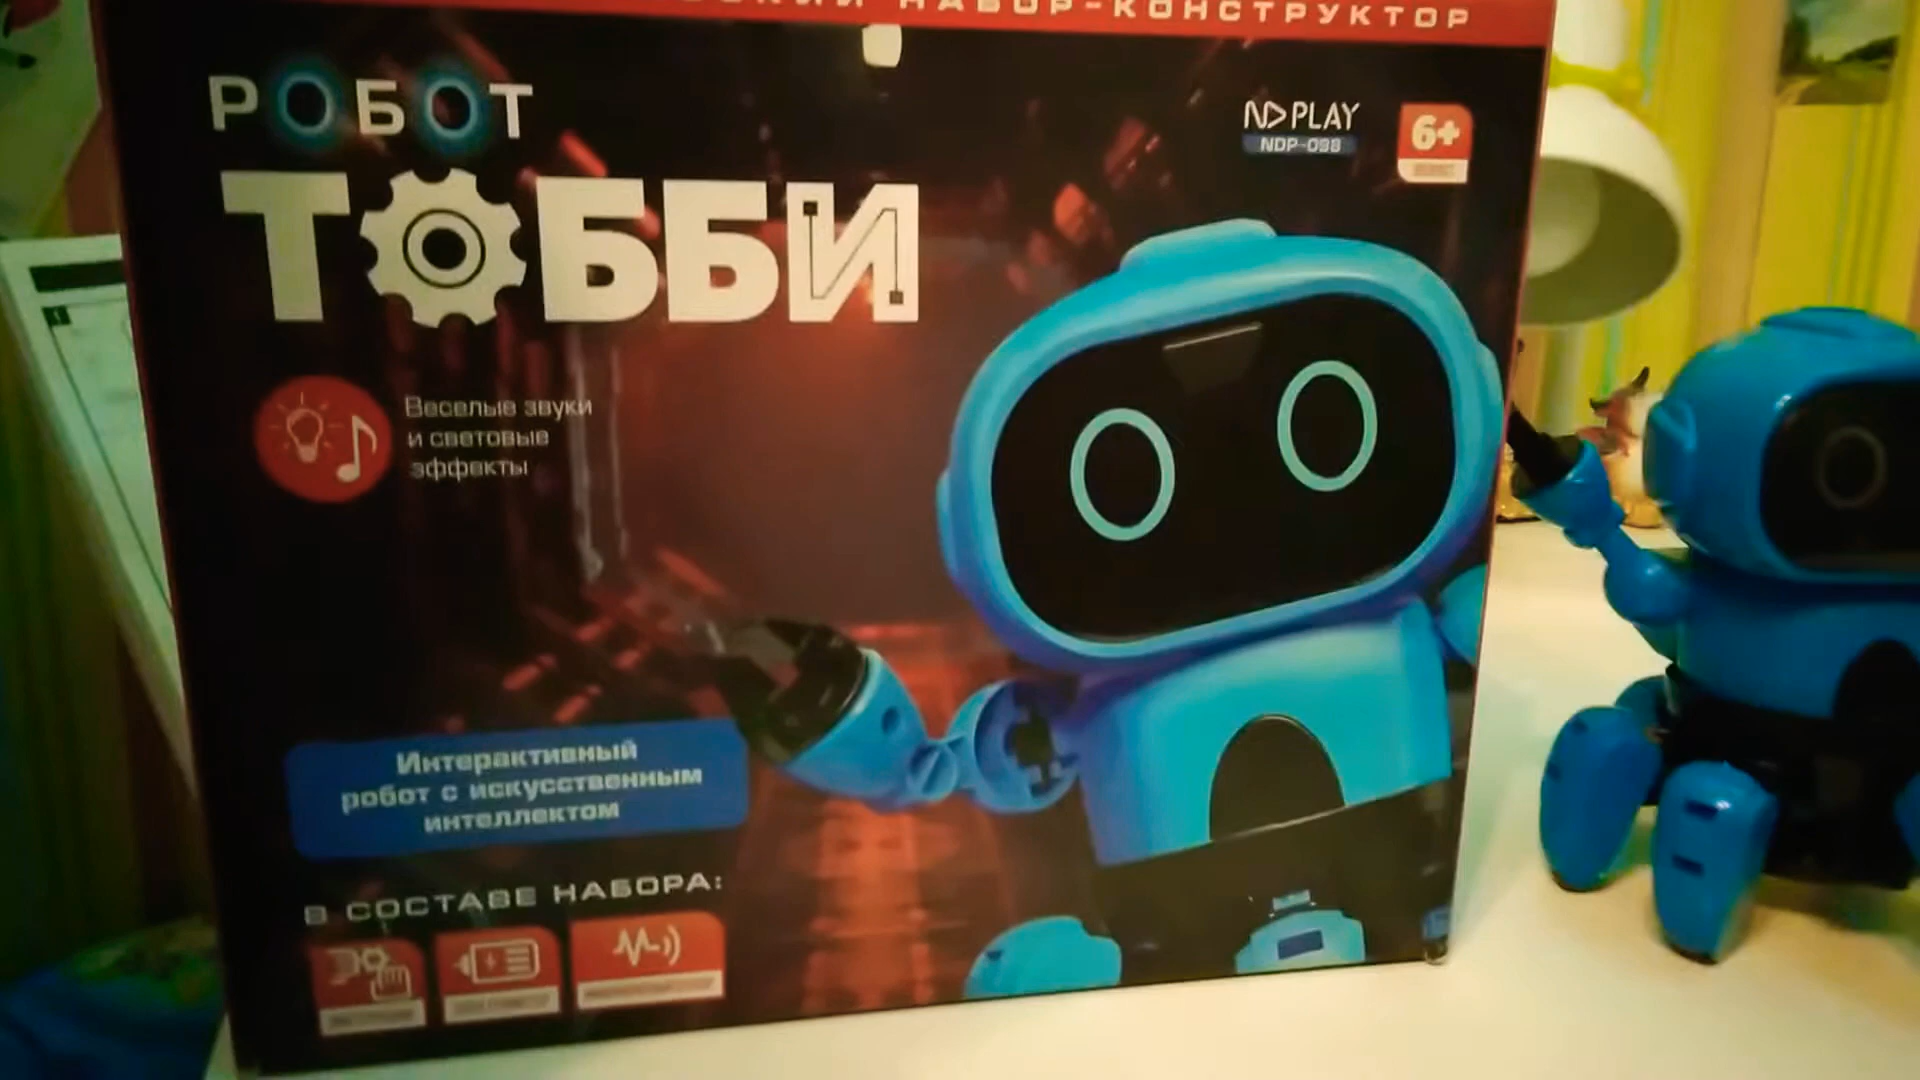 НАБОР-КОНСТРУКТОР
РОБОТ
ТОББИ
ND PLAY
NDP-098
6+
Веселые звуки
и световые
эффекты
Интерактивный
робот с искусственным
интеллектом
В СОСТАВЕ НАБОРА: